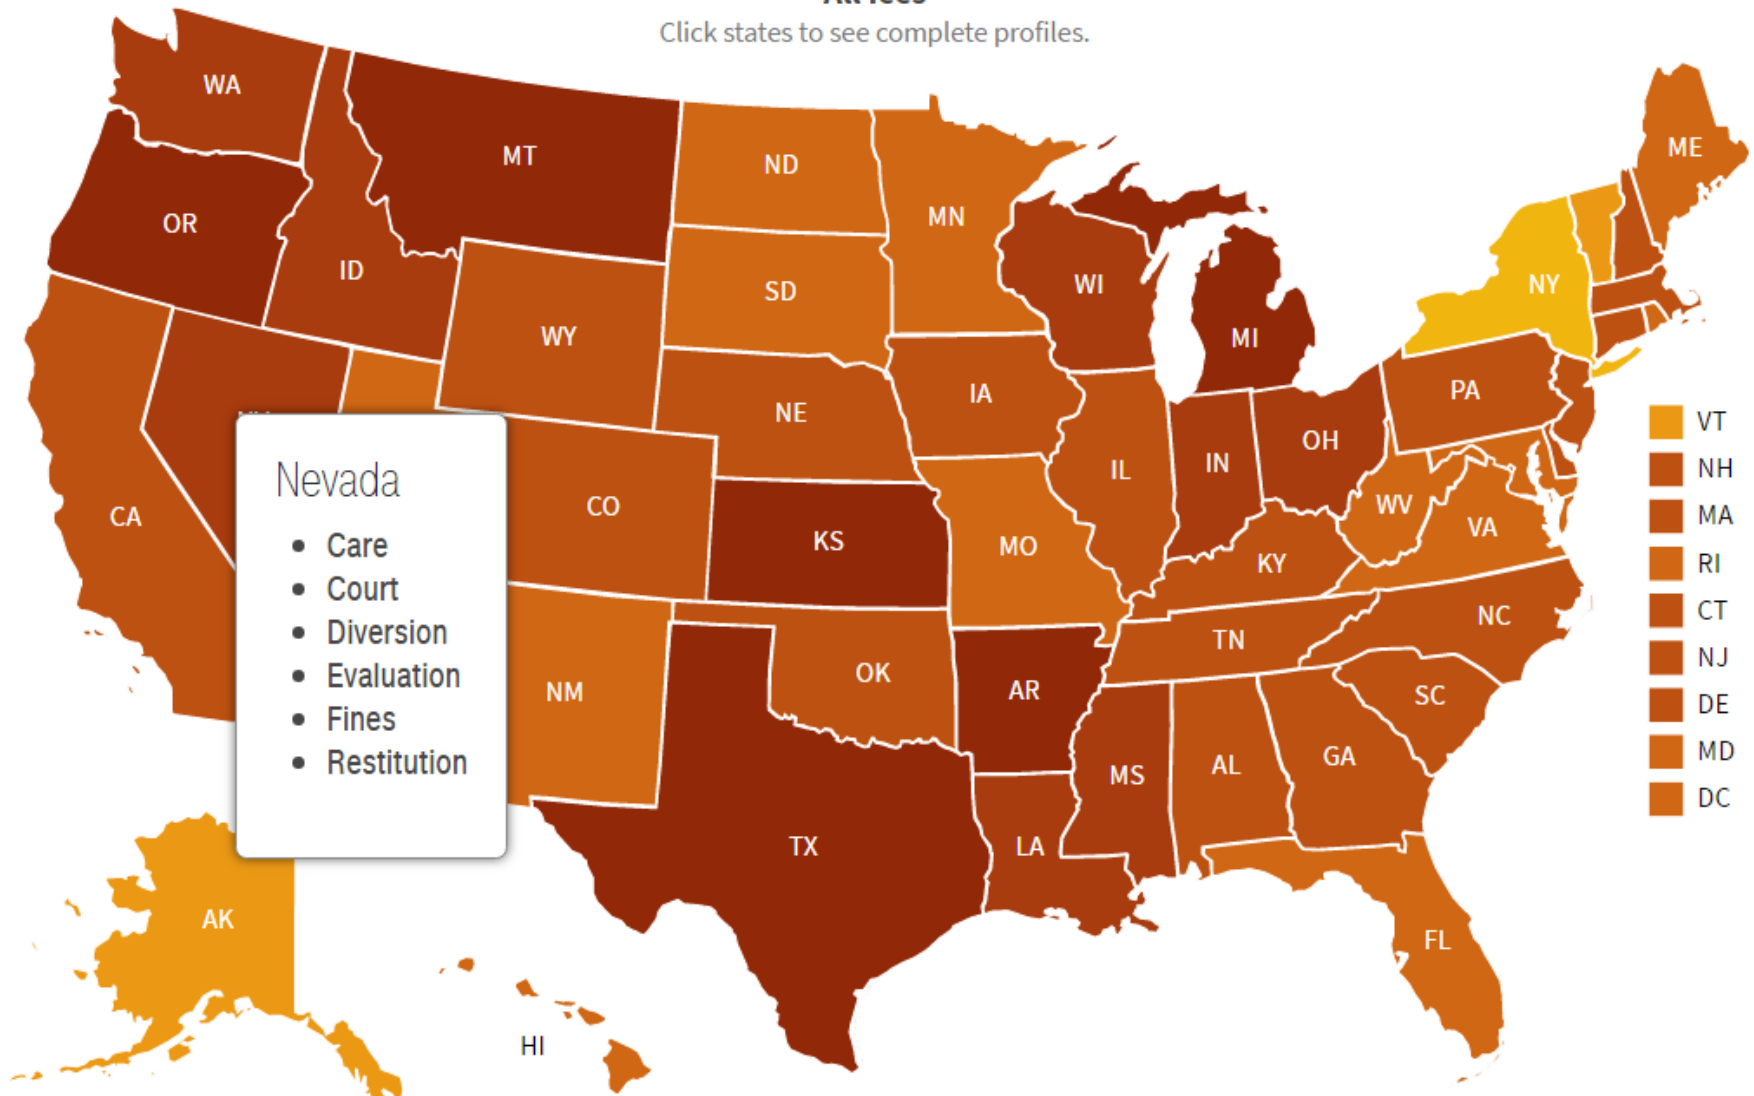 All fees
Click states to see complete profiles.
WA
MT
ND
ME
OR
MN
ID
SD
WI
NY
WY
MI
IA
PA
NE
VT
OH
IN
IL
NH
Nevada
CO
WV
CA
MA
VA
Care
KS
MO
KY
RI
Court
NC
CT
Diversion
TN
NJ
Evaluation
OK
NM
AR
SC
DE
Fines
MD
Restitution
GA
AL
MS
DC
TX
LA
AK
FL
HI